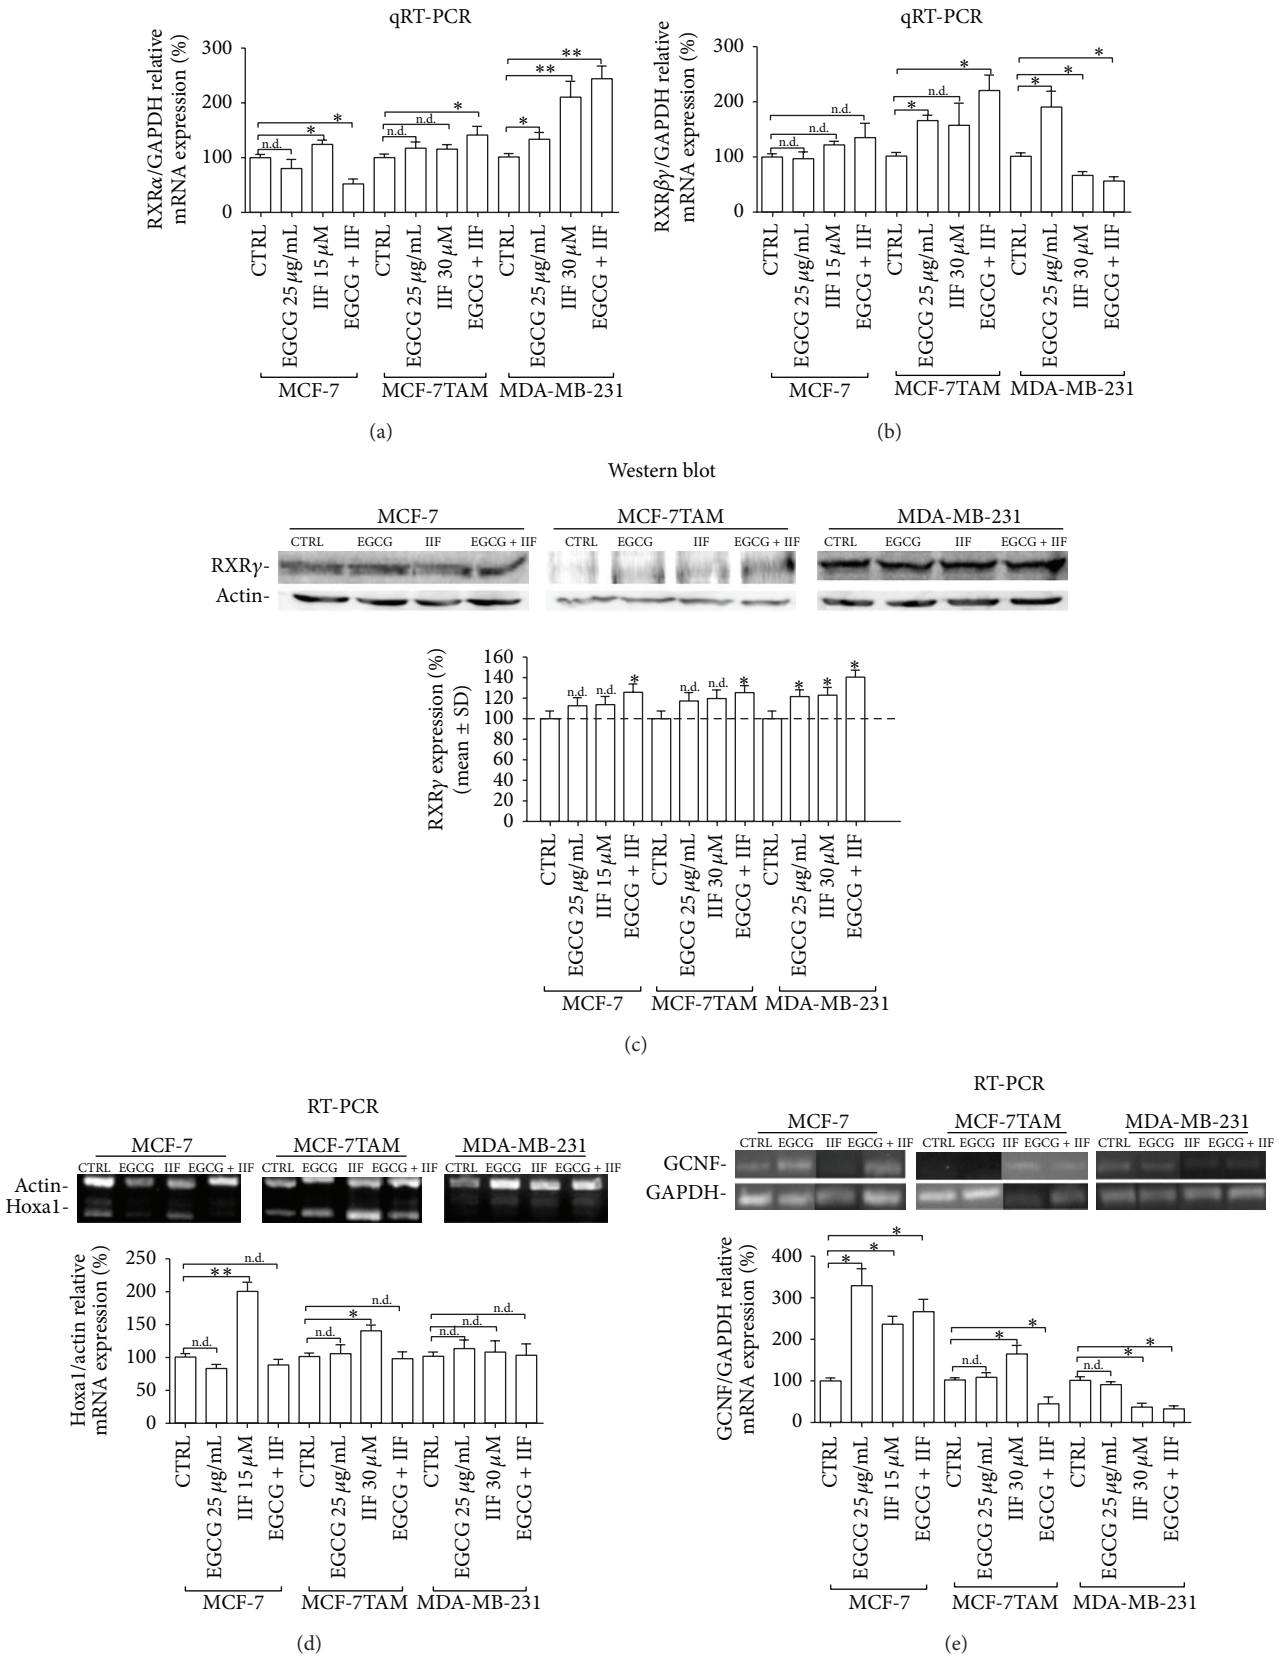 qRT-PCR
RXRα/GAPDH relative
mRNA expression (%)
300
200
100
0
n.d.
*
*
n.d.
n.d.
*
*
**
**
CTRL
EGCG 25 μg/mL
IIF 15 μM
EGCG + IIF
CTRL
EGCG 25 μg/mL
IIF 30 μM
EGCG + IIF
CTRL
EGCG 25 μg/mL
IIF 30 μM
EGCG + IIF
MCF-7
MCF-7TAM
MDA-MB-231
(a)
qRT-PCR
RXRβγ/GAPDH relative
mRNA expression (%)
300
200
100
0
n.d.
n.d.
n.d.
*
n.d.
*
*
*
*
CTRL
EGCG 25 μg/mL
IIF 15 μM
EGCG + IIF
CTRL
EGCG 25 μg/mL
IIF 30 μM
EGCG + IIF
CTRL
EGCG 25 μg/mL
IIF 30 μM
EGCG + IIF
MCF-7
MCF-7TAM
MDA-MB-231
(b)
Western blot
MCF-7
MCF-7TAM
MDA-MB-231
CTRL EGCG IIF EGCG + IIF
CTRL EGCG IIF EGCG + IIF
CTRL EGCG IIF EGCG + IIF
RXRγ-
Actin-
RXRγ expression (%)
(mean ± SD)
160
140
120
100
80
60
40
20
0
n.d.
n.d.
*
n.d.
n.d.
*
*
*
*
CTRL
EGCG 25 μg/mL
IIF 15 μM
EGCG + IIF
CTRL
EGCG 25 μg/mL
IIF 30 μM
EGCG + IIF
CTRL
EGCG 25 μg/mL
IIF 30 μM
EGCG + IIF
MCF-7
MCF-7TAM
MDA-MB-231
(c)
RT-PCR
MCF-7
MCF-7TAM
MDA-MB-231
CTRL EGCG IIF EGCG + IIF
CTRL EGCG IIF EGCG + IIF
CTRL EGCG IIF EGCG + IIF
Actin-
Hoxa1-
Hoxa1/actin relative
mRNA expression (%)
250
200
150
100
50
0
n.d.
**
n.d.
n.d.
*
n.d.
n.d.
n.d.
n.d.
CTRL
EGCG 25 μg/mL
IIF 15 μM
EGCG + IIF
CTRL
EGCG 25 μg/mL
IIF 30 μM
EGCG + IIF
CTRL
EGCG 25 μg/mL
IIF 30 μM
EGCG + IIF
MCF-7
MCF-7TAM
MDA-MB-231
(d)
RT-PCR
MCF-7
MCF-7TAM
MDA-MB-231
CTRL EGCG IIF EGCG + IIF
CTRL EGCG IIF EGCG + IIF
CTRL EGCG IIF EGCG + IIF
GCNF-
GAPDH-
GCNF/GAPDH relative
mRNA expression (%)
400
300
200
100
0
*
*
*
n.d.
*
*
n.d.
*
*
CTRL
EGCG 25 μg/mL
IIF 15 μM
EGCG + IIF
CTRL
EGCG 25 μg/mL
IIF 30 μM
EGCG + IIF
CTRL
EGCG 25 μg/mL
IIF 30 μM
EGCG + IIF
MCF-7
MCF-7TAM
MDA-MB-231
(e)